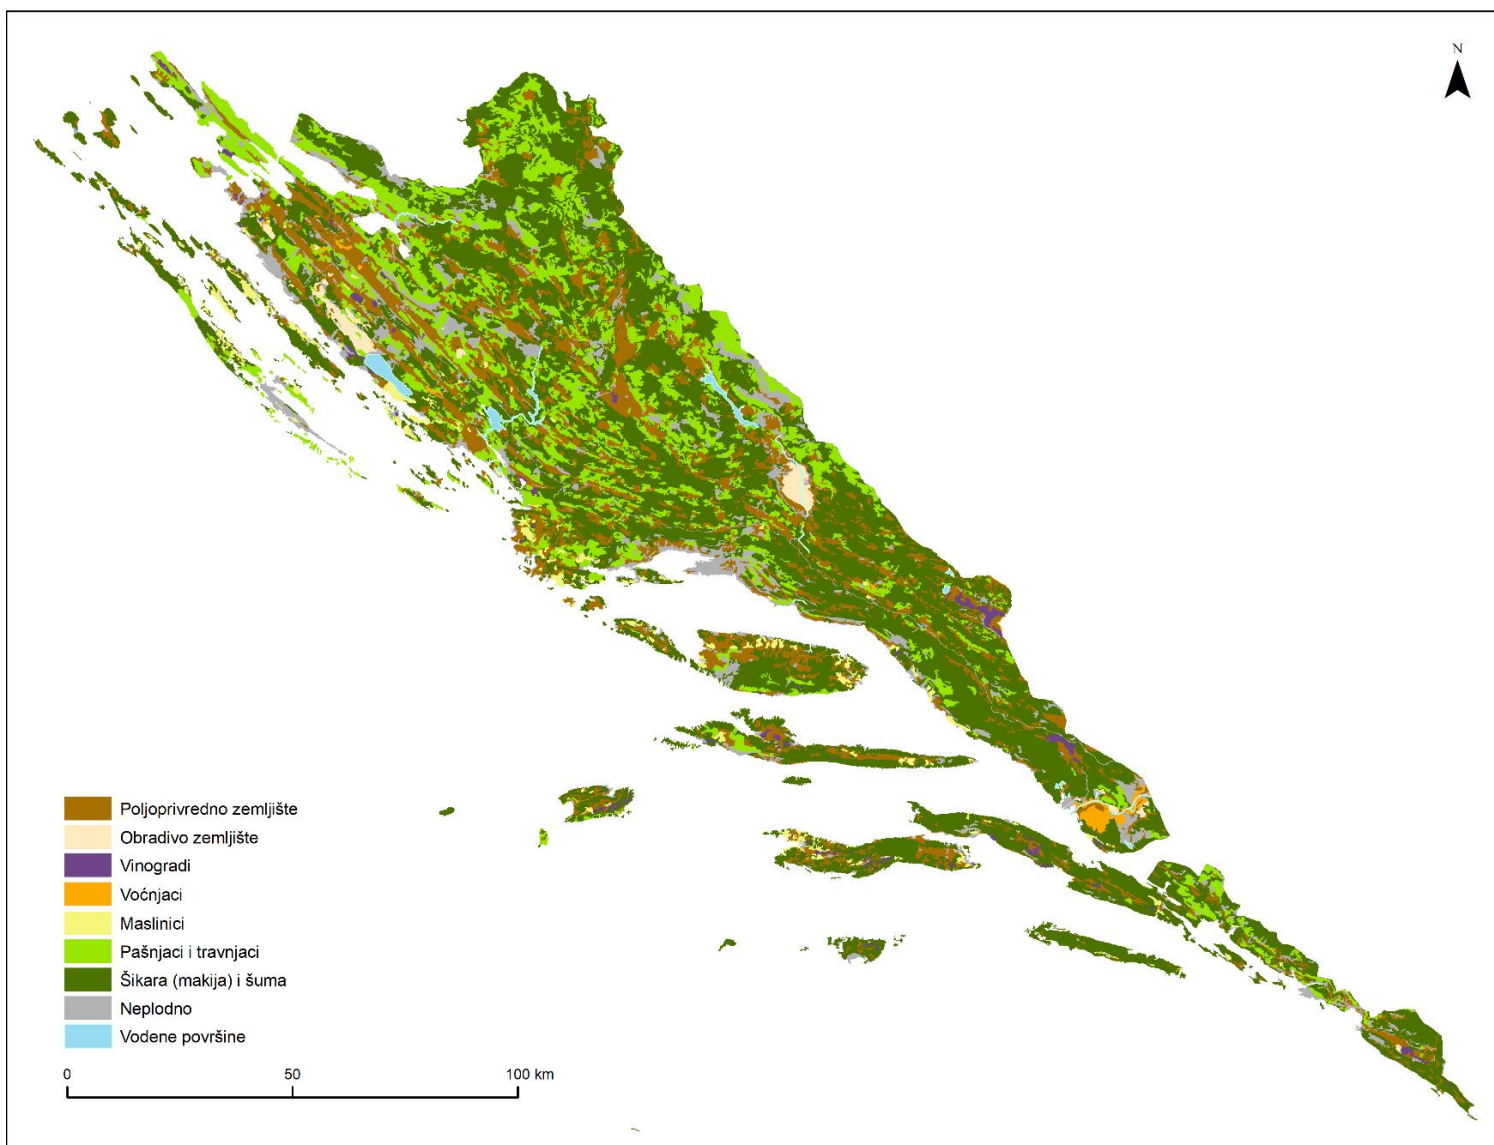 N
Poljoprivredno zemljište
Obradivo zemljište
Vinogradi
Voćnjaci
Maslinici
Pašnjaci i travnjaci
Šikara (makija) i šuma
Neplodno
Vodene površine
0 50 100 km